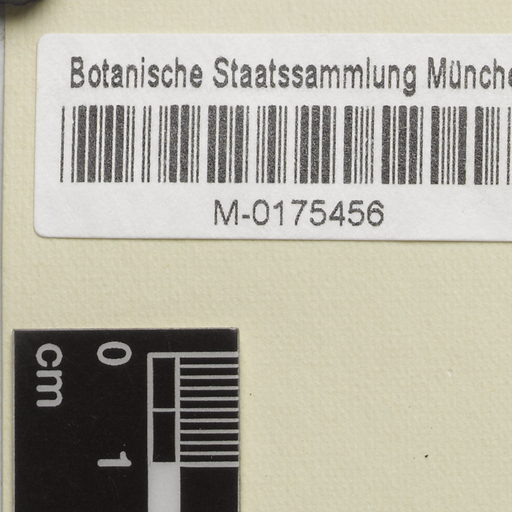 Botanische Staatssammlung Münche
M-0175456
cm 0 1